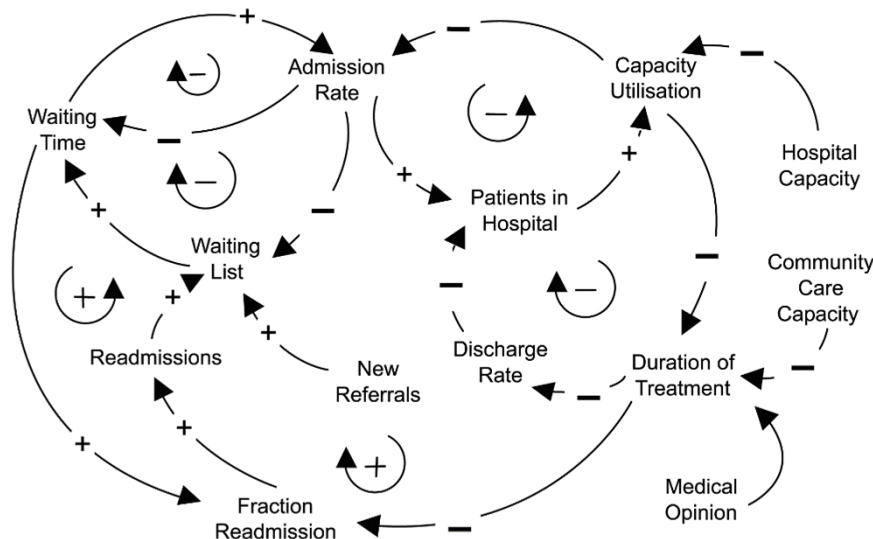 +
−
Admission
Rate
Capacity
Utilisation
−
−
Waiting
Time
−
−
−
Hospital
Capacity
+
+
Patients in
Hospital
+
−
Waiting
List
−
Community
Care
Capacity
+
+
−
−
Readmissions
+
New
Referrals
Discharge
Rate
Duration of
Treatment
−
−
+
+
+
Medical
Opinion
Fraction
Readmission
−